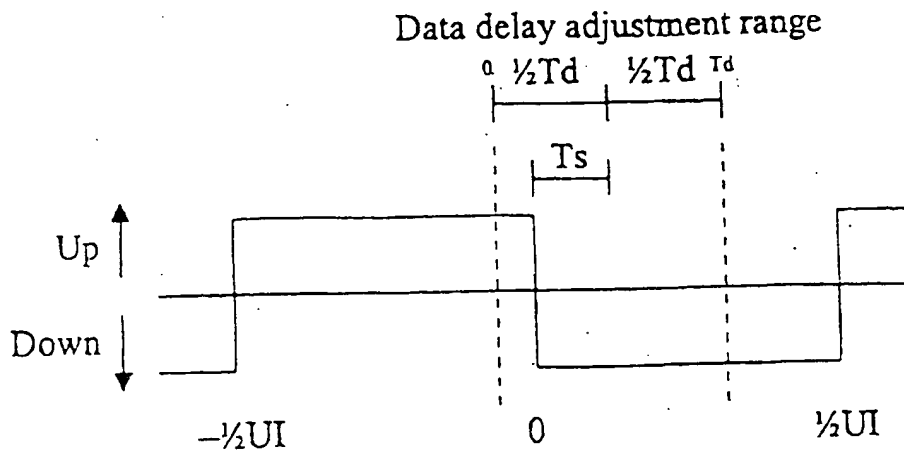 Data delay adjustment range
0 ½Td ½Td Td
Ts
Up
Down
–½UI 0 ½UI